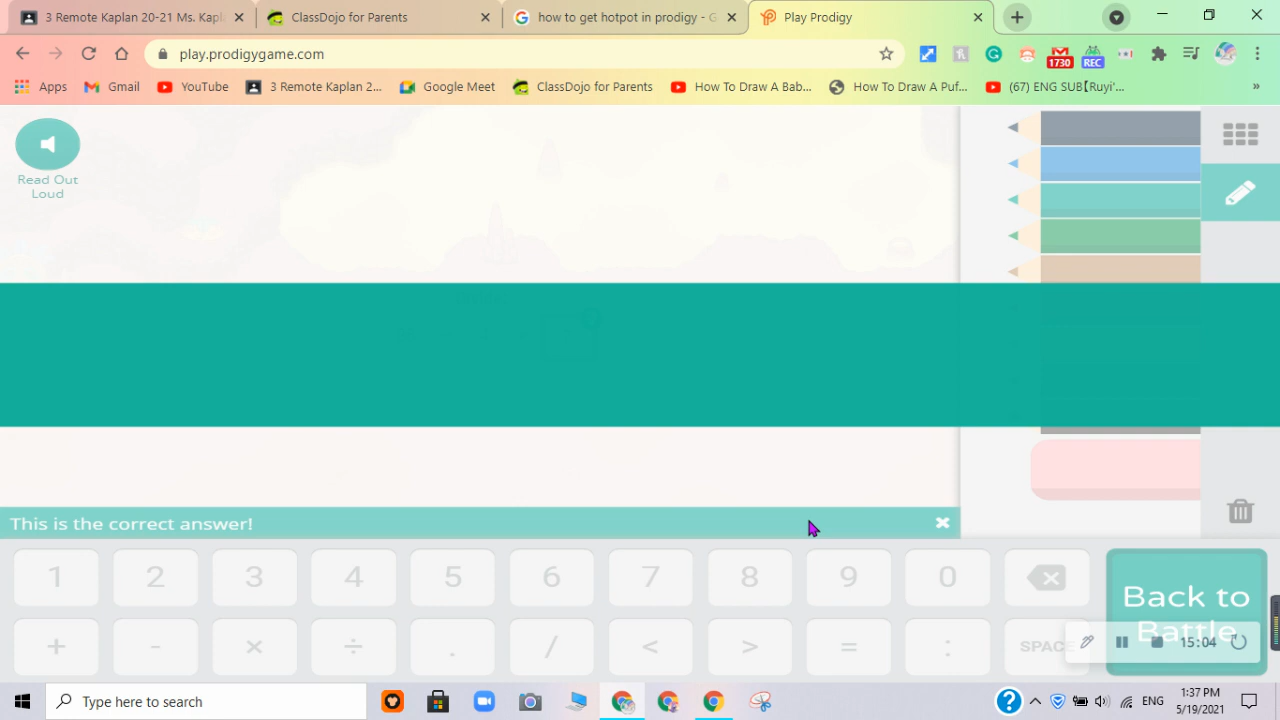 3 Remote Kaplan 20-21 Ms. Kapl
ClassDojo for Parents
how to get hotpot in prodigy - G
Play Prodigy
play.prodigygame.com
1730
REC
Apps
Gmail
YouTube
3 Remote Kaplan 2...
Google Meet
ClassDojo for Parents
How To Draw A Bab...
How To Draw A Puf...
(67) ENG SUB【Ruyi'...
»
Read Out
Loud
This is the correct answer!
1 2 3 4 5 6 7 8 9 0
+ - × ÷ . / < > = : SPACE
Back to
Battle
15:04
Type here to search
ENG
1:37 PM
5/19/2021